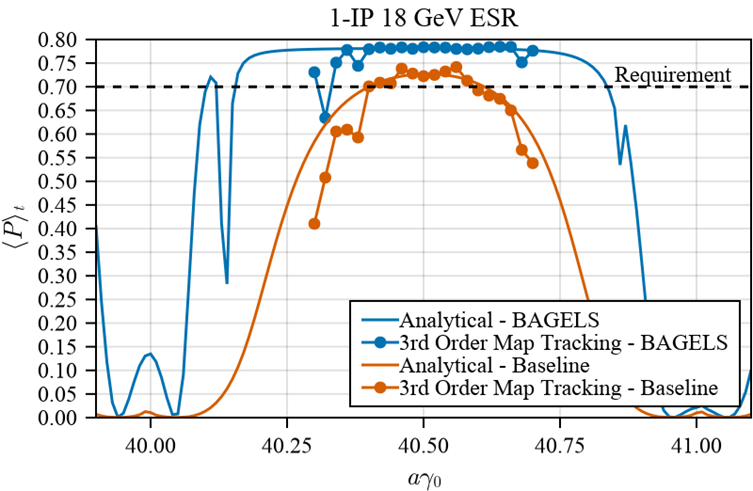 1-IP 18 GeV ESR
0.80
0.75
0.70
0.65
0.60
0.55
0.50
0.45
0.40
0.35
0.30
0.25
0.20
0.15
0.10
0.05
0.00
⟨P⟩t
Requirement
Analytical - BAGELS
3rd Order Map Tracking - BAGELS
Analytical - Baseline
3rd Order Map Tracking - Baseline
40.00 40.25 40.50 40.75 41.00
aγ0